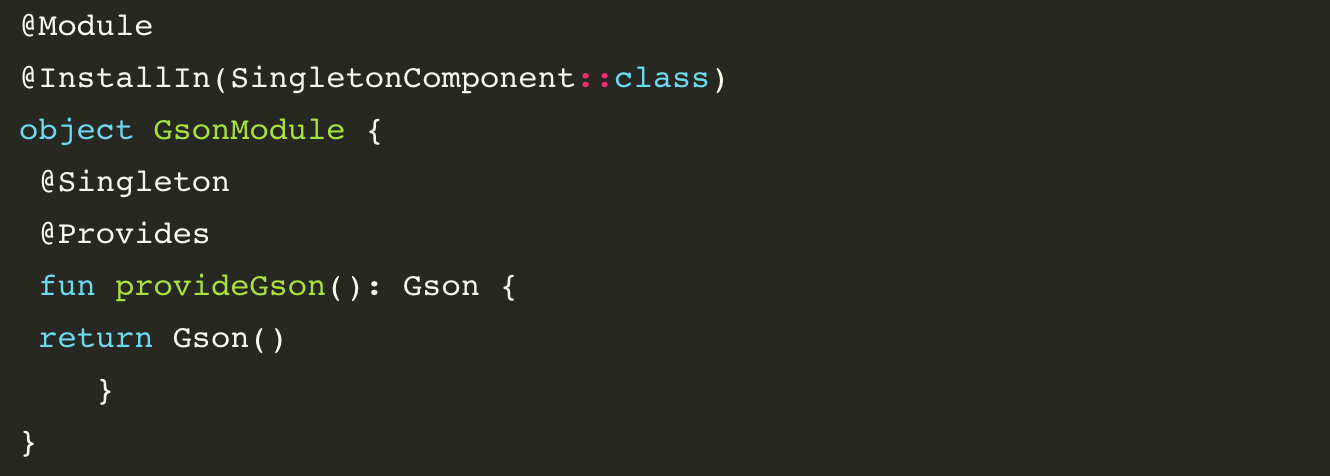 @Module
@InstallIn(SingletonComponent::class)
object GsonModule {
 @Singleton
 @Provides
 fun provideGson(): Gson {
 return Gson()
    }
}